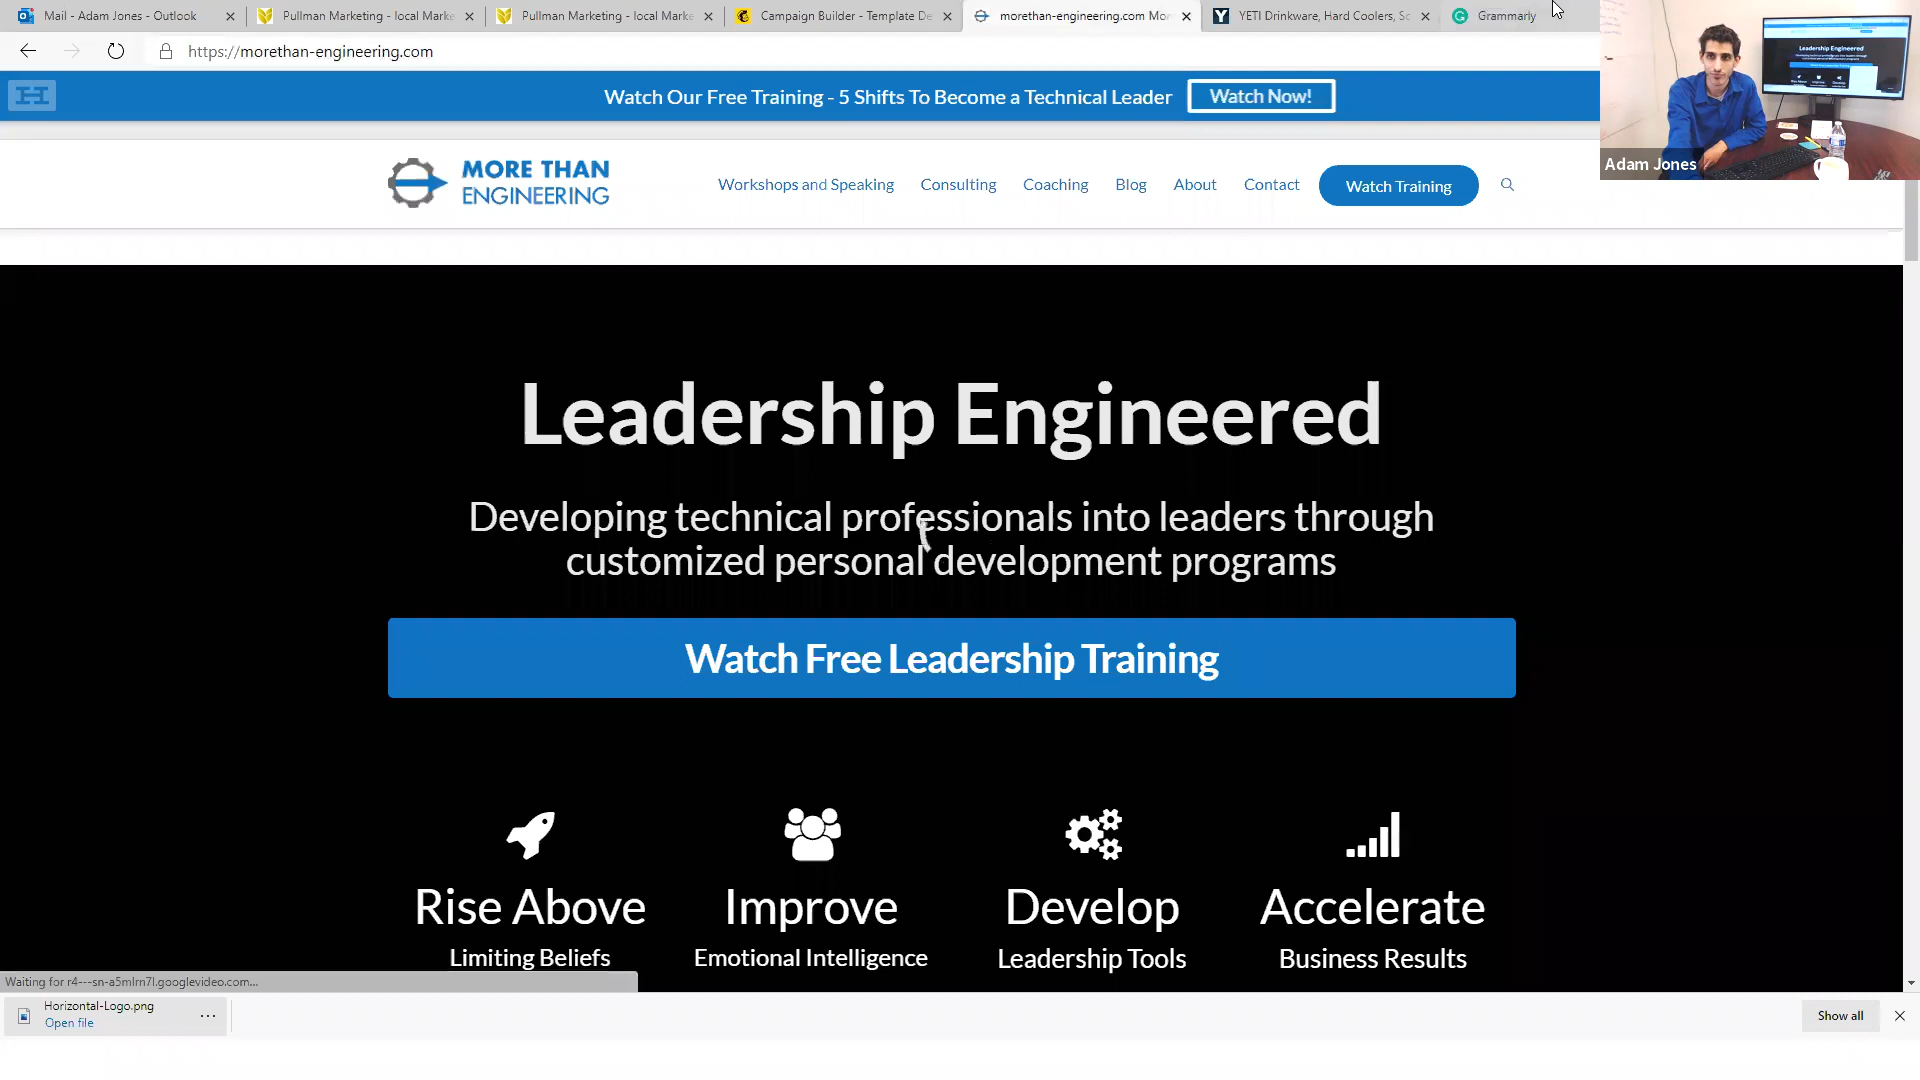 Mail - Adam Jones - Outlook
Pullman Marketing - local Marke
Pullman Marketing - local Marke
Campaign Builder - Template De
morethan-engineering.com Mor
YETI Drinkware, Hard Coolers, Sc
Grammarly
https://morethan-engineering.com
Watch Our Free Training - 5 Shifts To Become a Technical Leader
Watch Now!
Adam Jones
MORE THAN
ENGINEERING
Workshops and Speaking
Consulting
Coaching
Blog
About
Contact
Watch Training
Leadership Engineered
Developing technical professionals into leaders through
customized personal development programs
Watch Free Leadership Training
Rise Above
Limiting Beliefs
Improve
Emotional Intelligence
Develop
Leadership Tools
Accelerate
Business Results
Waiting for r4---sn-a5mlrn7l.googlevideo.com...
Horizontal-Logo.png
Open file
Show all
Leadership Engineered